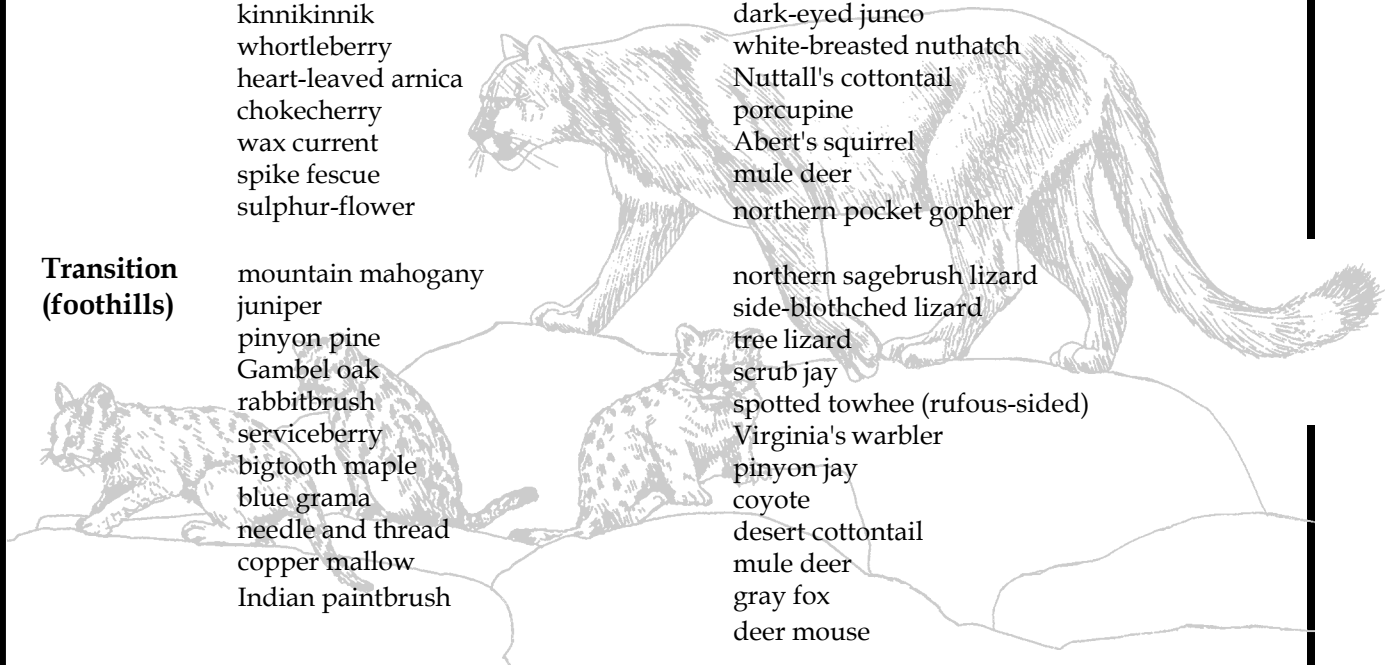 kinnikinnik
whortleberry
heart-leaved arnica
chokecherry
wax current
spike fescue
sulphur-flower
dark-eyed junco
white-breasted nuthatch
Nuttall's cottontail
porcupine
Abert's squirrel
mule deer
northern pocket gopher
Transition
(foothills)
mountain mahogany
juniper
pinyon pine
Gambel oak
rabbitbrush
serviceberry
bigtooth maple
blue grama
needle and thread
copper mallow
Indian paintbrush
northern sagebrush lizard
side-blothched lizard
tree lizard
scrub jay
spotted towhee (rufous-sided)
Virginia's warbler
pinyon jay
coyote
desert cottontail
mule deer
gray fox
deer mouse